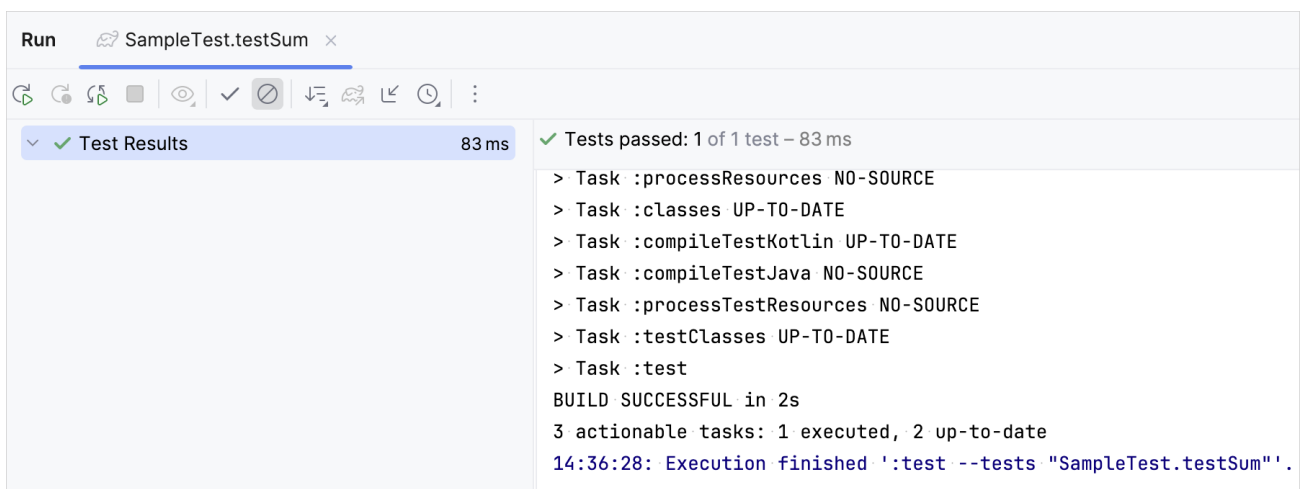 Run SampleTest.testSum
Test Results 83 ms
Tests passed: 1 of 1 test – 83 ms
> Task :processResources NO-SOURCE
> Task :classes UP-TO-DATE
> Task :compileTestKotlin UP-TO-DATE
> Task :compileTestJava NO-SOURCE
> Task :processTestResources NO-SOURCE
> Task :testClasses UP-TO-DATE
> Task :test
BUILD SUCCESSFUL in 2s
3 actionable tasks: 1 executed, 2 up-to-date
14:36:28: Execution finished ':test --tests "SampleTest.testSum"'.